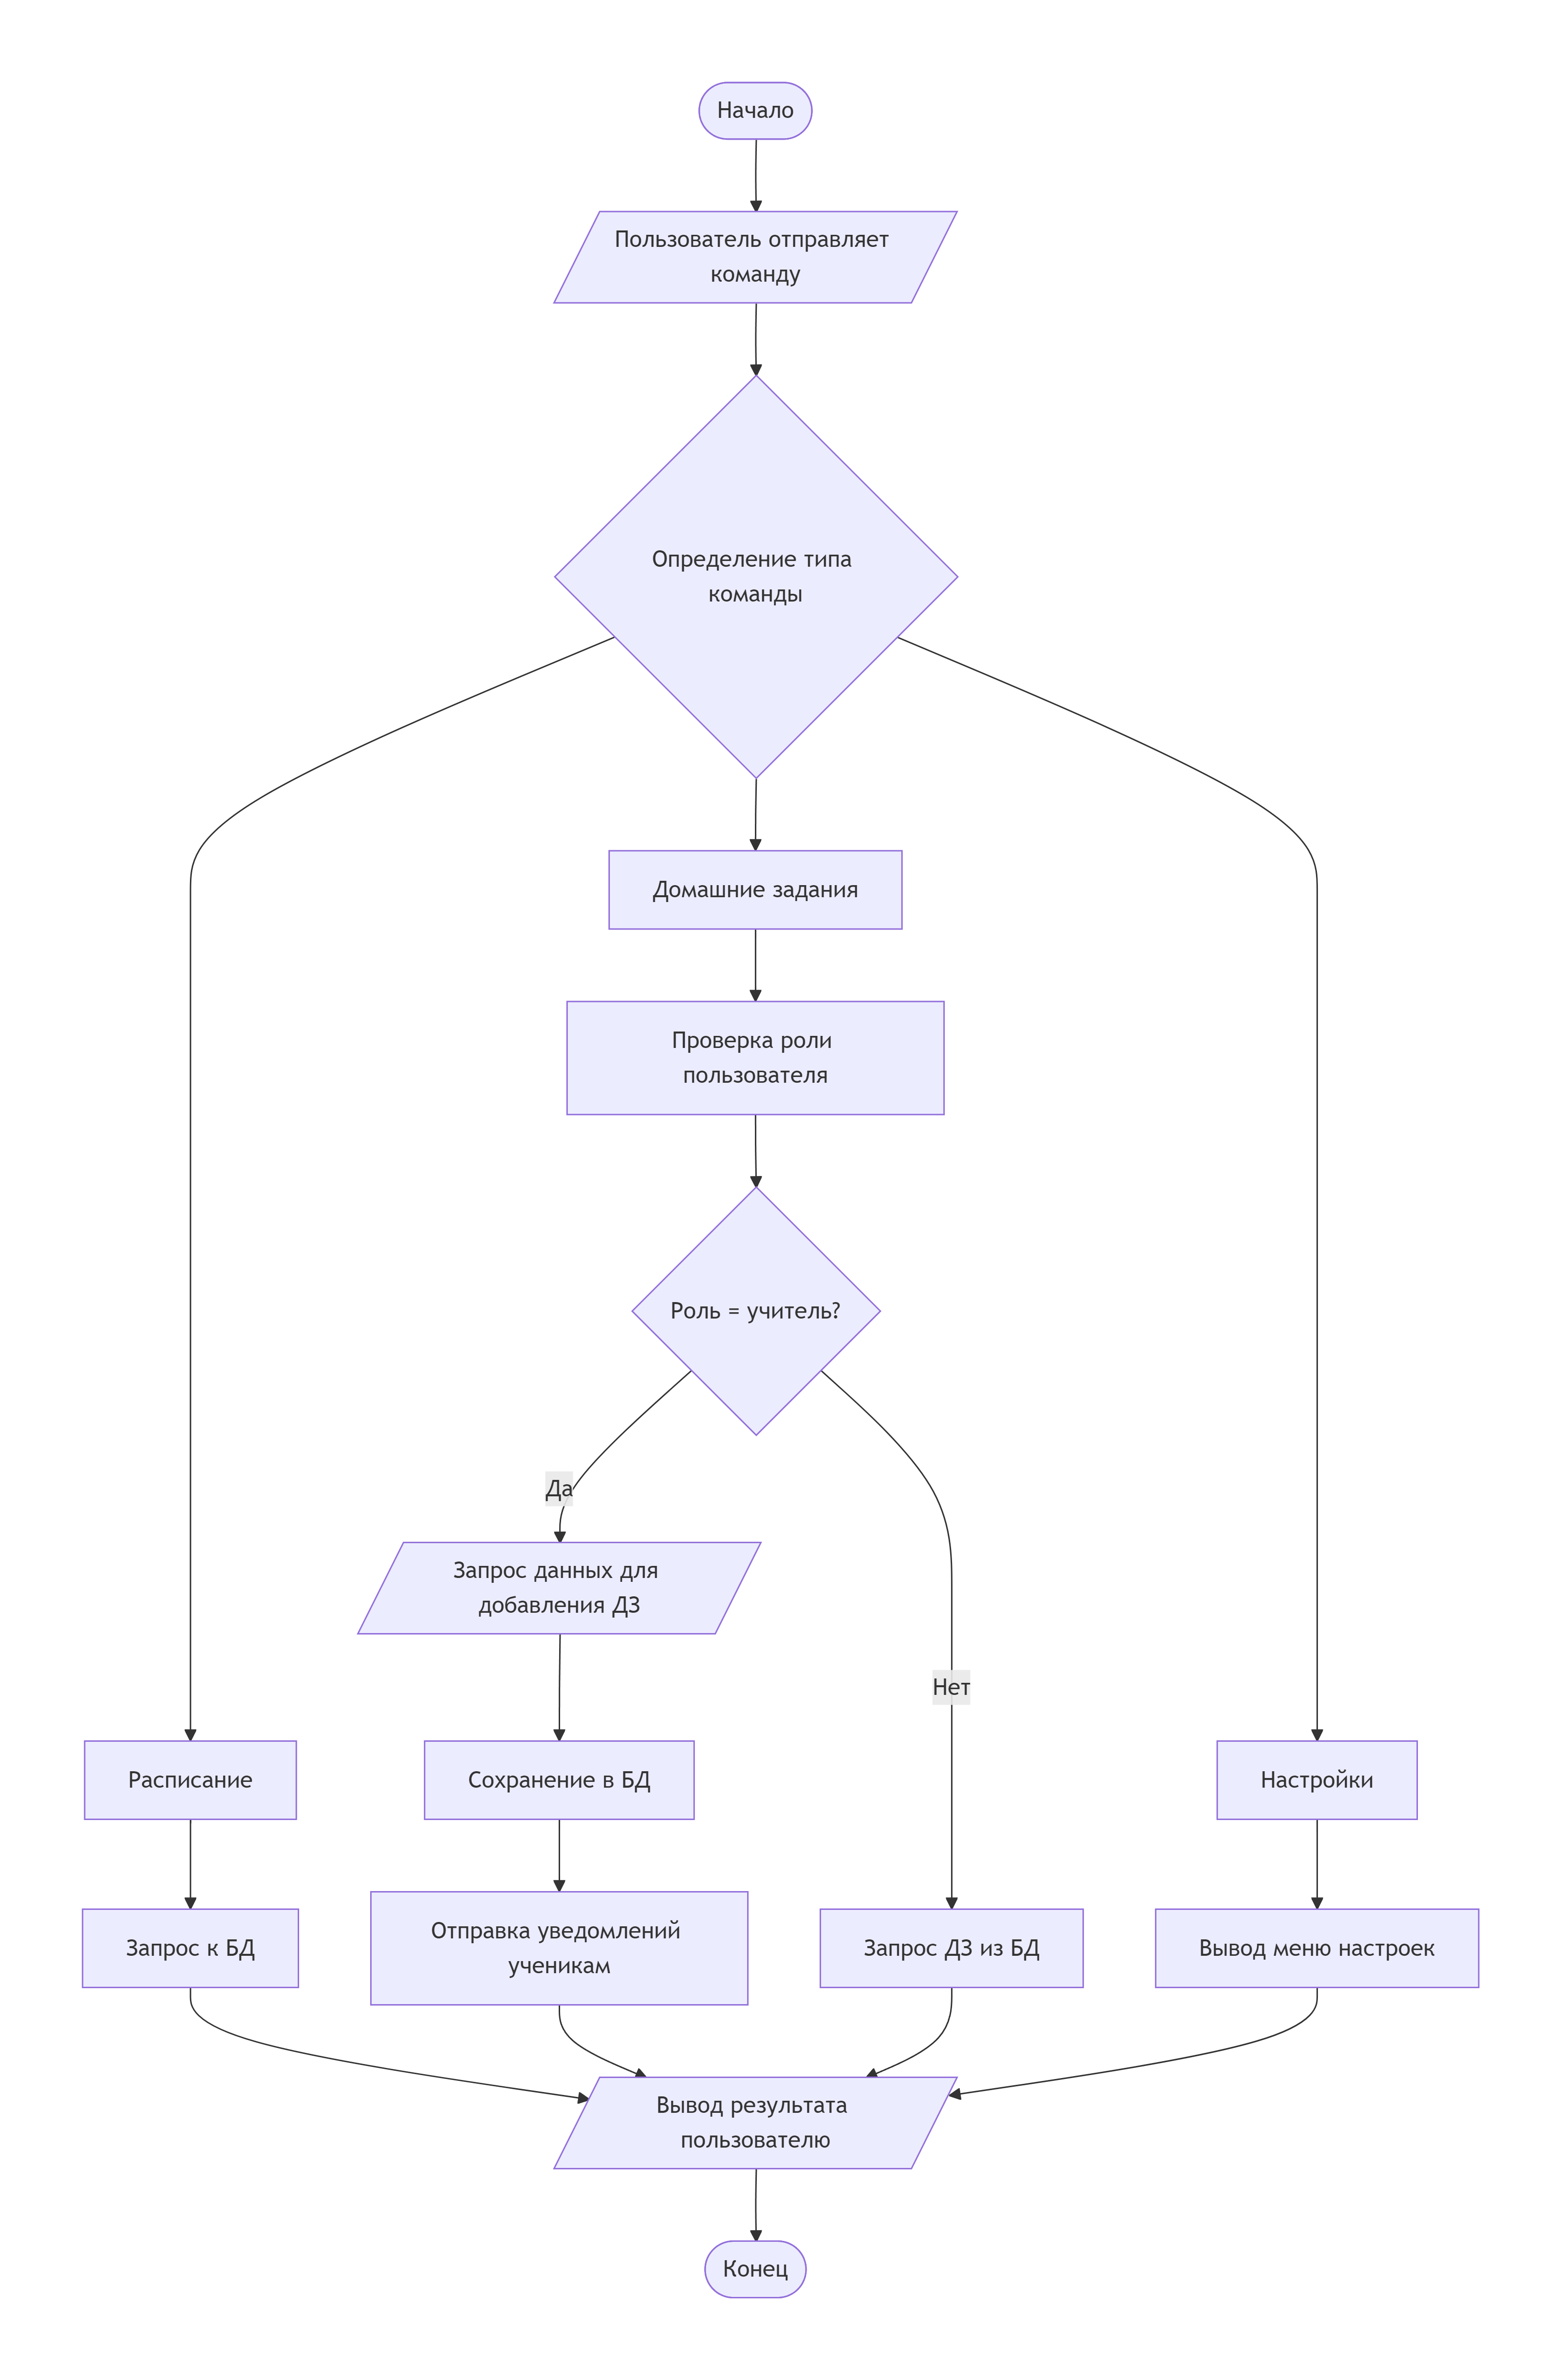 Начало
Пользователь отправляет
команду
Определение типа
команды
Домашние задания
Проверка роли
пользователя
Роль = учитель?
Да
Запрос данных для
добавления ДЗ
Нет
Расписание
Сохранение в БД
Настройки
Запрос к БД
Отправка уведомлений
ученикам
Запрос ДЗ из БД
Вывод меню настроек
Вывод результата
пользователю
Конец